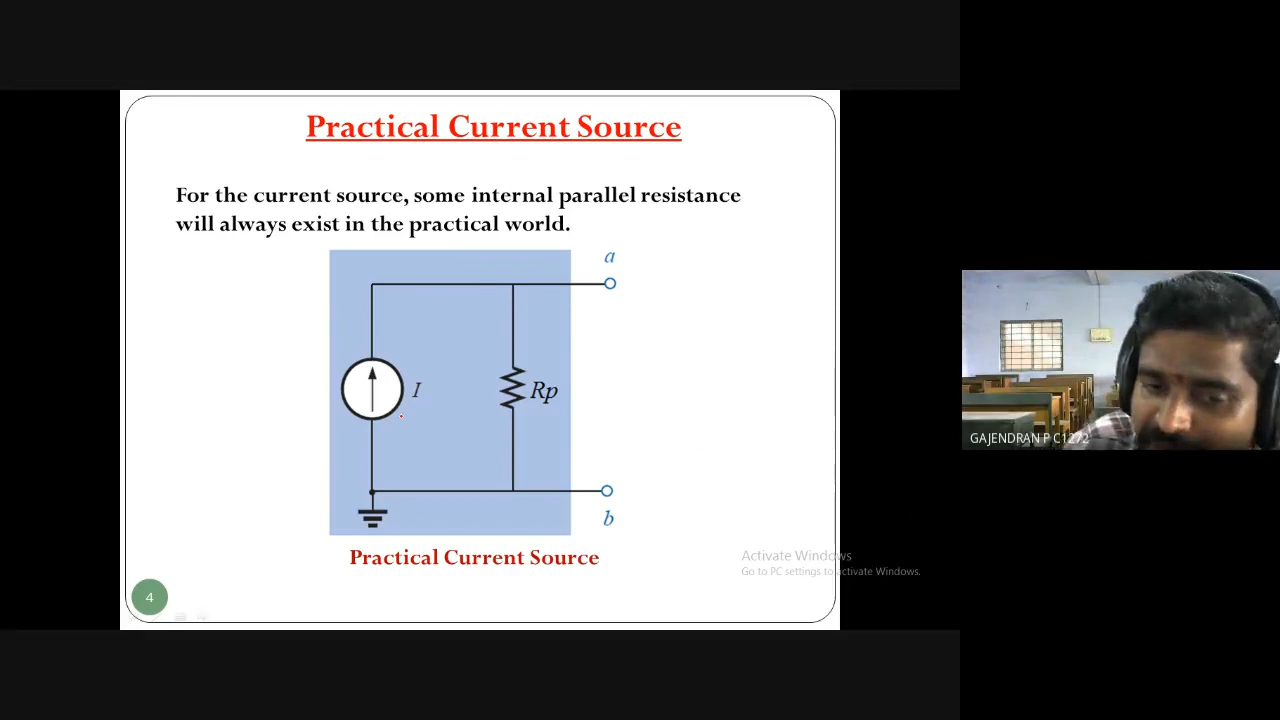 Practical Current Source
For the current source, some internal parallel resistance
will always exist in the practical world.
a
I
Rp
b
Practical Current Source
4
Activate Windows
Go to PC settings to activate Windows.
GAJENDRAN P C1272